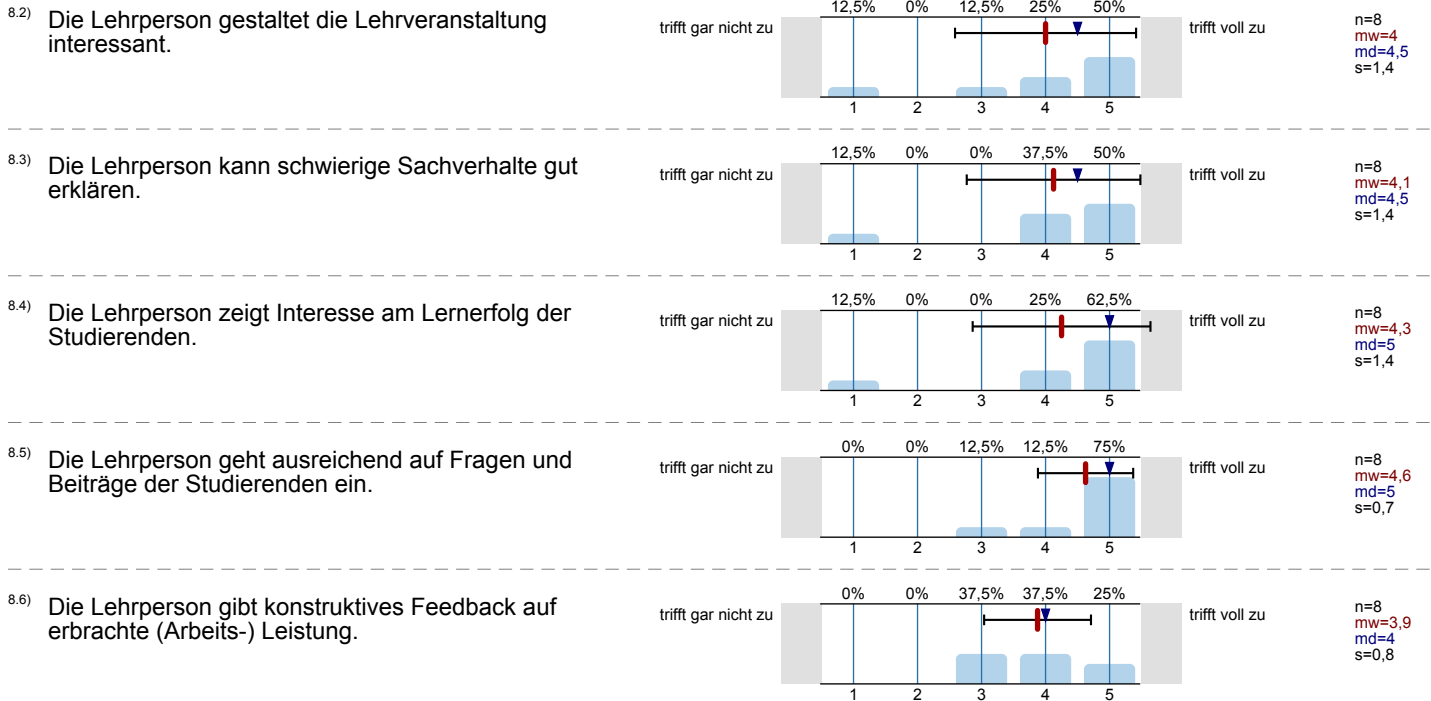 8.2) Die Lehrperson gestaltet die Lehrveranstaltung
interessant.
trifft gar nicht zu
12,5% 0% 12,5% 25% 50%
1 2 3 4 5
trifft voll zu
n=8
mw=4
md=4,5
s=1,4
8.3) Die Lehrperson kann schwierige Sachverhalte gut
erklären.
trifft gar nicht zu
12,5% 0% 0% 37,5% 50%
1 2 3 4 5
trifft voll zu
n=8
mw=4,1
md=4,5
s=1,4
8.4) Die Lehrperson zeigt Interesse am Lernerfolg der
Studierenden.
trifft gar nicht zu
12,5% 0% 0% 25% 62,5%
1 2 3 4 5
trifft voll zu
n=8
mw=4,3
md=5
s=1,4
8.5) Die Lehrperson geht ausreichend auf Fragen und
Beiträge der Studierenden ein.
trifft gar nicht zu
0% 0% 12,5% 12,5% 75%
1 2 3 4 5
trifft voll zu
n=8
mw=4,6
md=5
s=0,7
8.6) Die Lehrperson gibt konstruktives Feedback auf
erbrachte (Arbeits-) Leistung.
trifft gar nicht zu
0% 0% 37,5% 37,5% 25%
1 2 3 4 5
trifft voll zu
n=8
mw=3,9
md=4
s=0,8